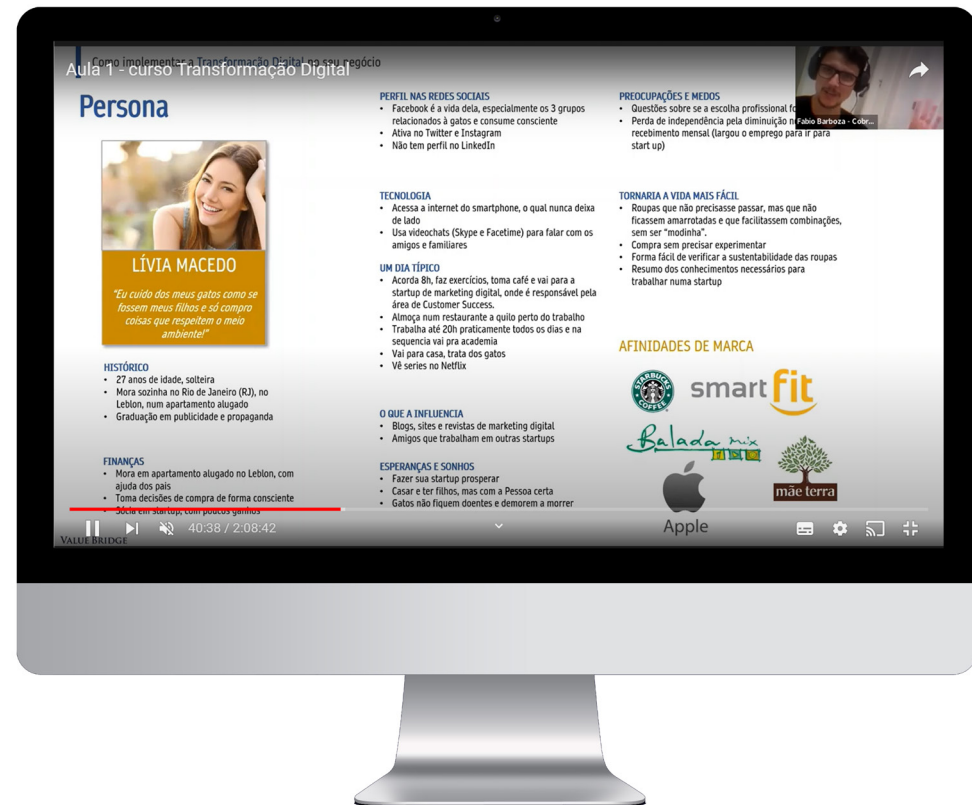 Como implementar a Transformação Digital no seu negócio
Aula 1 - curso Transformação Digital
Persona
LÍVIA MACEDO
"Eu cuido dos meus gatos como se
fossem meus filhos e só compro
coisas que respeitem o meio
ambiente!"
HISTÓRICO
• 27 anos de idade, solteira
• Mora sozinha no Rio de Janeiro (RJ), no
Leblon, num apartamento alugado
• Graduação em publicidade e propaganda
FINANÇAS
• Mora em apartamento alugado no Leblon, com
ajuda dos pais
• Toma decisões de compra de forma consciente
• Sócia em startup, com poucos ganhos
PERFIL NAS REDES SOCIAIS
• Facebook é a vida dela, especialmente os 3 grupos
relacionados à gatos e consume consciente
• Ativa no Twitter e Instagram
• Não tem perfil no LinkedIn
TECNOLOGIA
• Acessa a internet do smartphone, o qual nunca deixa
de lado
• Usa videochats (Skype e Facetime) para falar com os
amigos e familiares
UM DIA TÍPICO
• Acorda 8h, faz exercícios, toma café e vai para a
startup de marketing digital, onde é responsável pela
área de Customer Success.
• Almoça num restaurante a quilo perto do trabalho
• Trabalha até 20h praticamente todos os dias e na
sequencia vai pra academia
• Vai para casa, trata dos gatos
• Vê series no Netflix
O QUE A INFLUENCIA
• Blogs, sites e revistas de marketing digital
• Amigos que trabalham em outras startups
ESPERANÇAS E SONHOS
• Fazer sua startup prosperar
• Casar e ter filhos, mas com a Pessoa certa
• Gatos não fiquem doentes e demorem a morrer
PREOCUPAÇÕES E MEDOS
• Questões sobre se a escolha profissional
• Perda de independência pela diminuição
recebimento mensal (largou o emprego para ir para
start up)
Fabio Barboza - Cobr...
TORNARIA A VIDA MAIS FÁCIL
• Roupas que não precisasse passar, mas que não
ficassem amarrotadas e que facilitassem combinações,
sem ser "modinha".
• Compra sem precisar experimentar
• Forma fácil de verificar a sustentabilidade das roupas
• Resumo dos conhecimentos necessários para
trabalhar numa startup
AFINIDADES DE MARCA
STARBUCKS
COFFEE
smart fit
Balada mix
mãe terra
Apple
40:38 / 2:08:42
VALUE BRIDGE